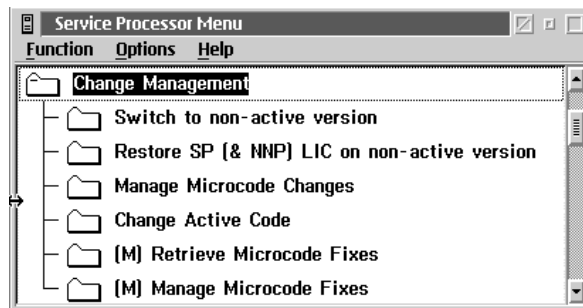 Service Processor Menu
Function Options Help
Change Management
Switch to non-active version
Restore SP (& NNP) LIC on non-active version
Manage Microcode Changes
Change Active Code
(M) Retrieve Microcode Fixes
(M) Manage Microcode Fixes